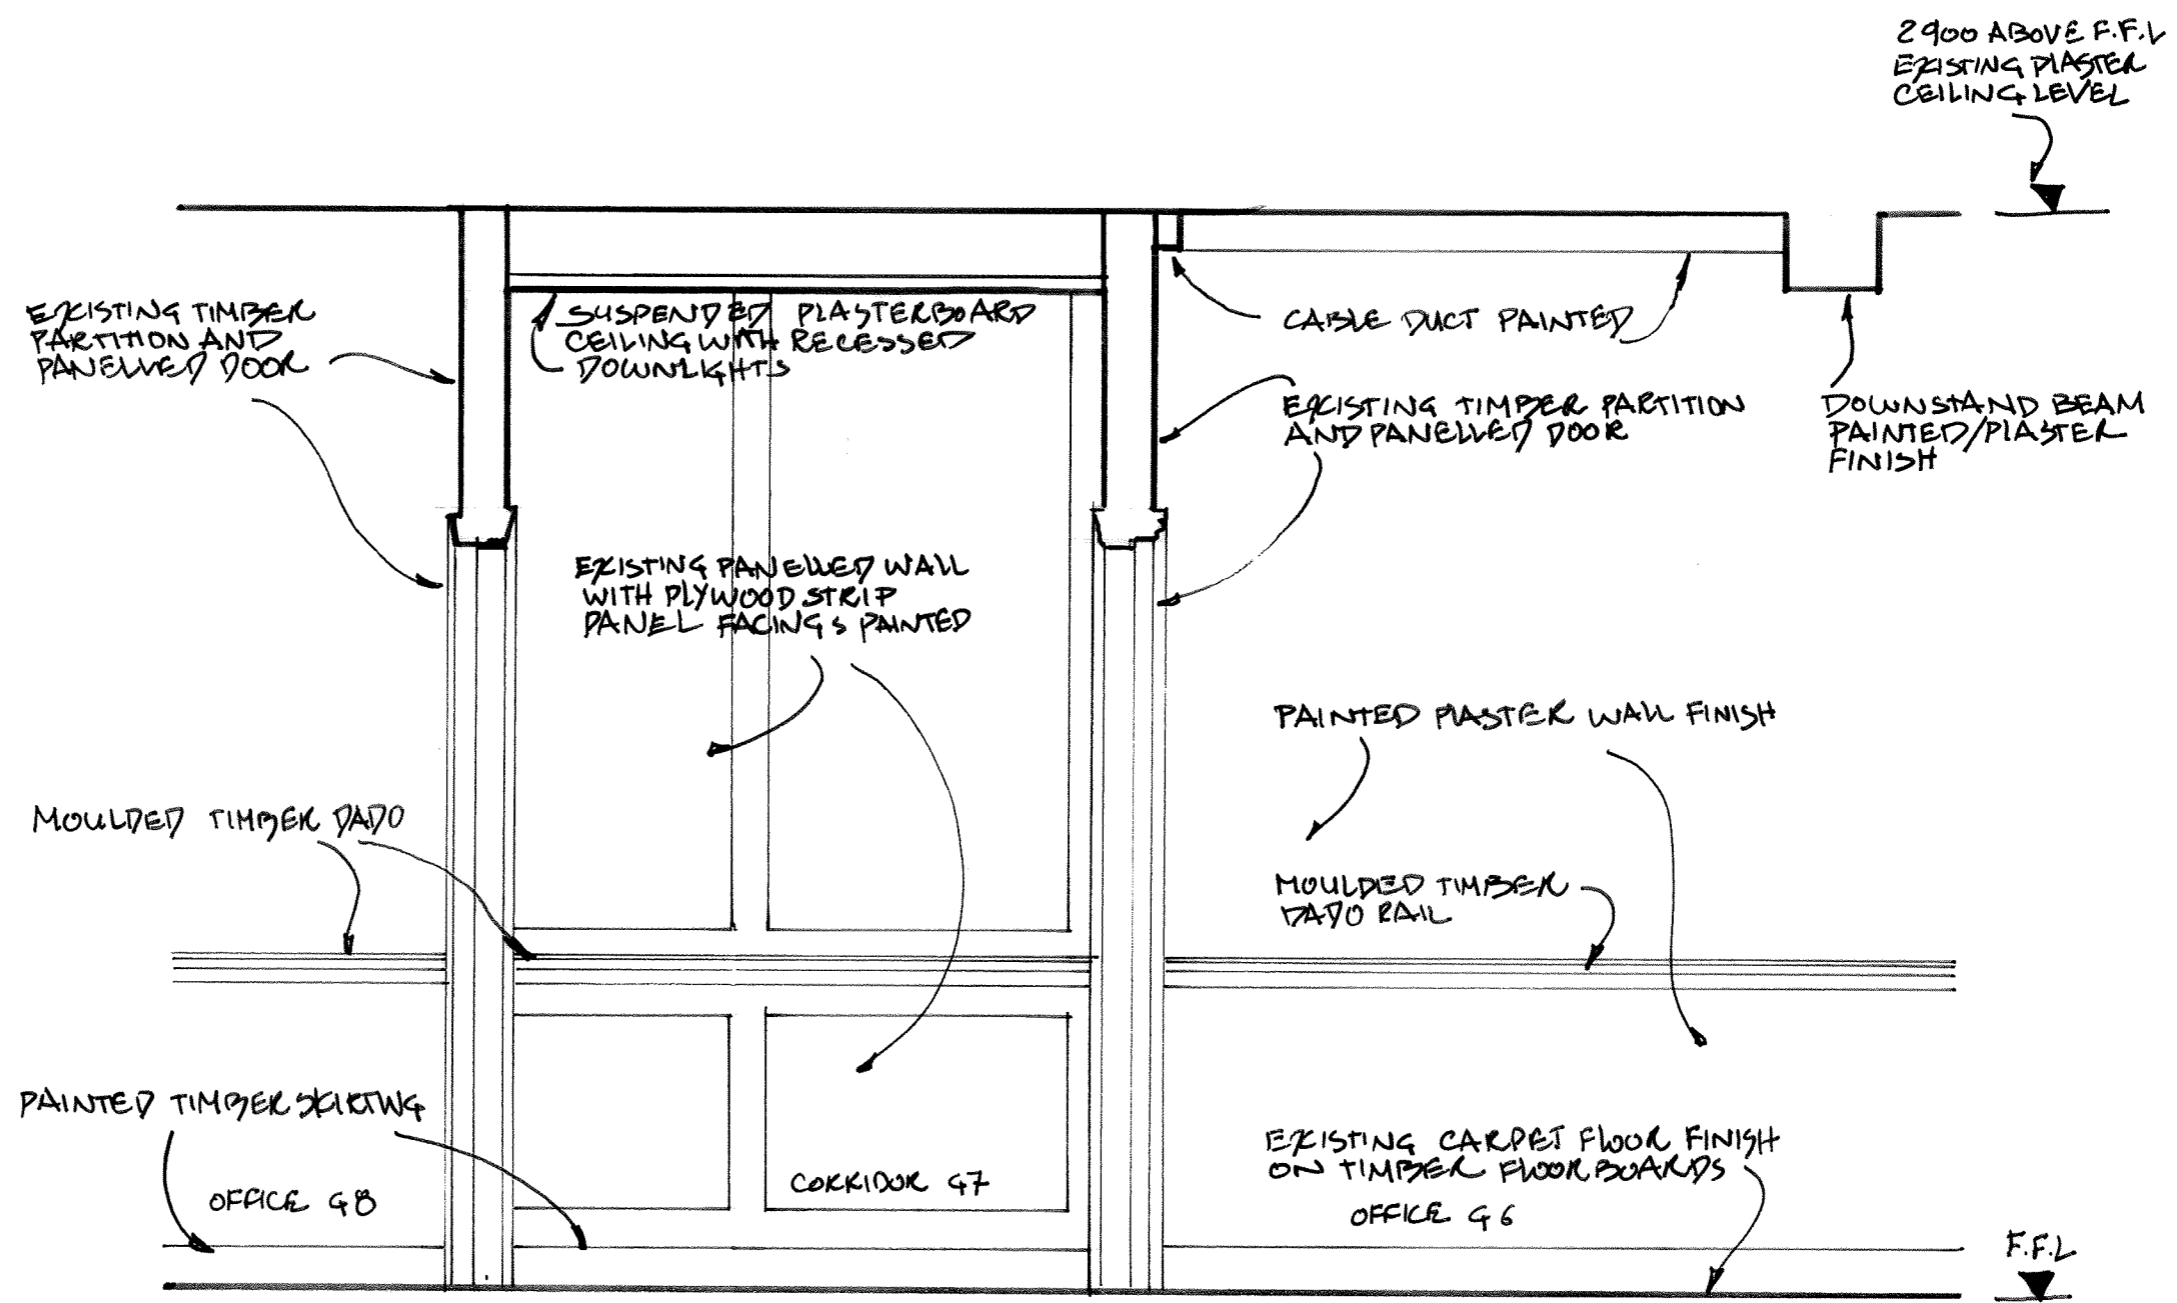 2900 ABOVE F.F.L
EXISTING PLASTER
CEILING LEVEL
EXISTING TIMBER
PARTITION AND
PANELLED DOOR
SUSPENDED PLASTERBOARD
CEILING WITH RECESSED
DOWNLIGHTS
CABLE DUCT PAINTED
EXISTING TIMBER PARTITION
AND PANELLED DOOR
DOWNSTAND BEAM
PAINTED/PLASTER
FINISH
EXISTING PANELLED WALL
WITH PLYWOOD STRIP
PANEL FACINGS PAINTED
PAINTED PLASTER WALL FINISH
MOULDED TIMBER DADO
MOULDED TIMBER
DADO RAIL
PAINTED TIMBER SKIRTING
EXISTING CARPET FLOOR FINISH
ON TIMBER FLOORBOARDS
OFFICE G8
CORRIDOR G7
OFFICE G6
F.F.L